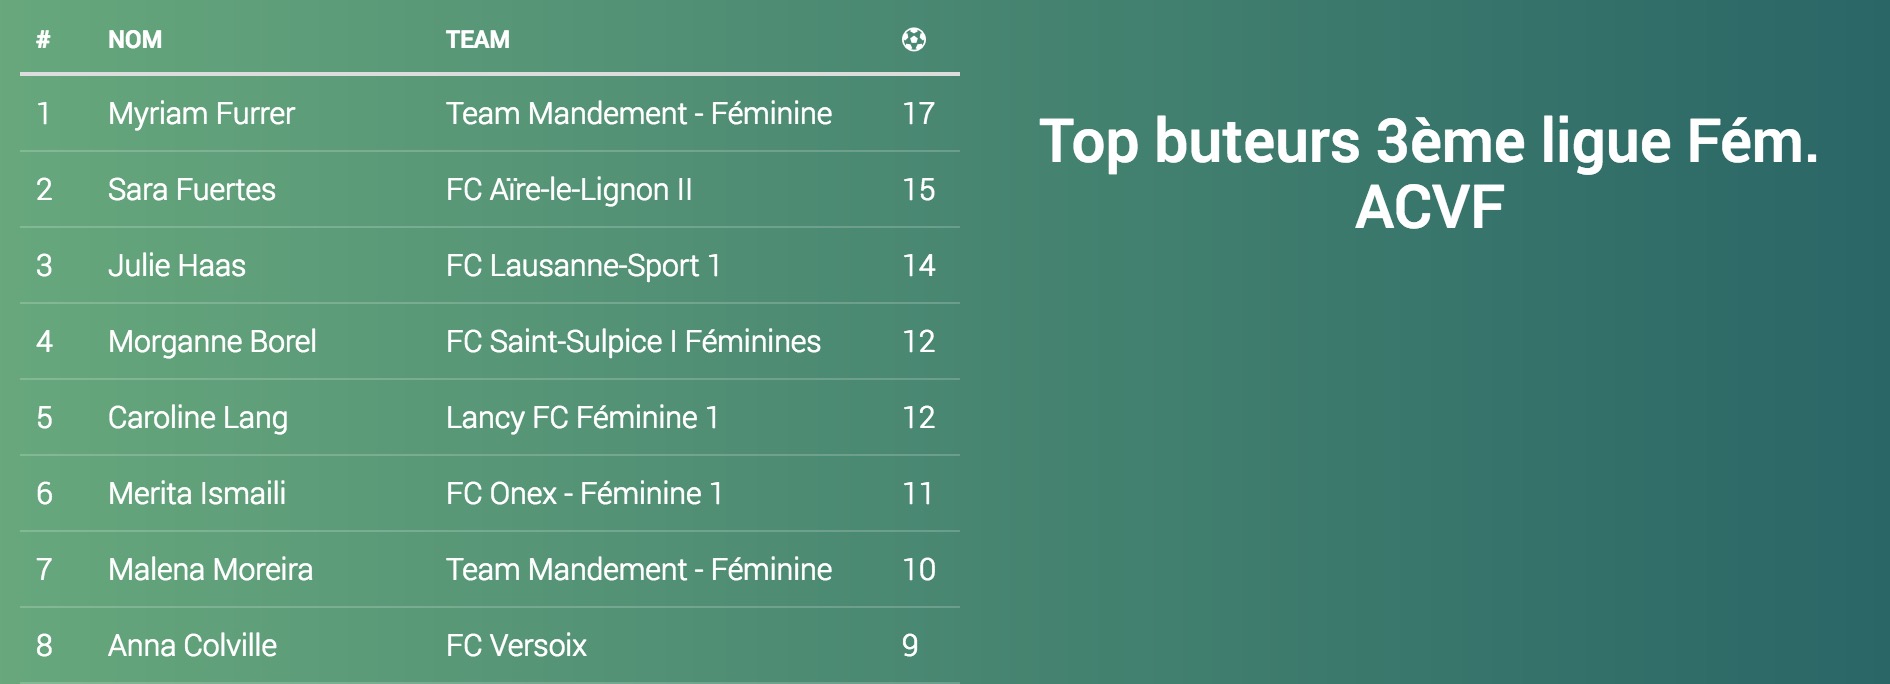 # NOM TEAM
1 Myriam Furrer Team Mandement - Féminine 17
2 Sara Fuertes FC Aïre-le-Lignon II 15
3 Julie Haas FC Lausanne-Sport 1 14
4 Morganne Borel FC Saint-Sulpice I Féminines 12
5 Caroline Lang Lancy FC Féminine 1 12
6 Merita Ismaili FC Onex - Féminine 1 11
7 Malena Moreira Team Mandement - Féminine 10
8 Anna Colville FC Versoix 9
Top buteurs 3ème ligue Fém.
ACVF